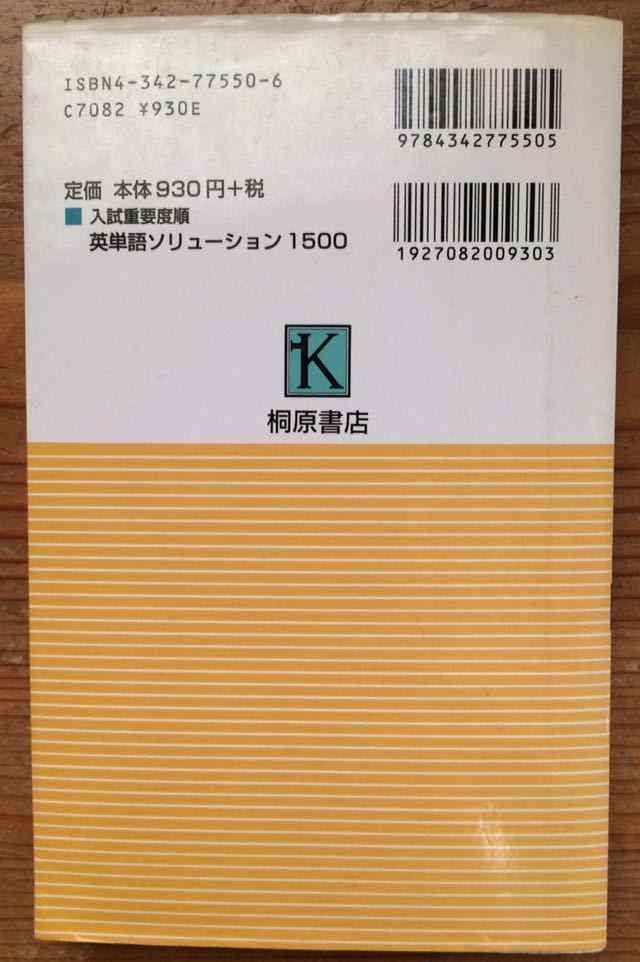 ISBN4-342-77550-6
C7082 ¥930E
9784342775505
定価 本体930円+税
入試重要度順
英単語ソリューション1500
1927082009303
K
桐原書店